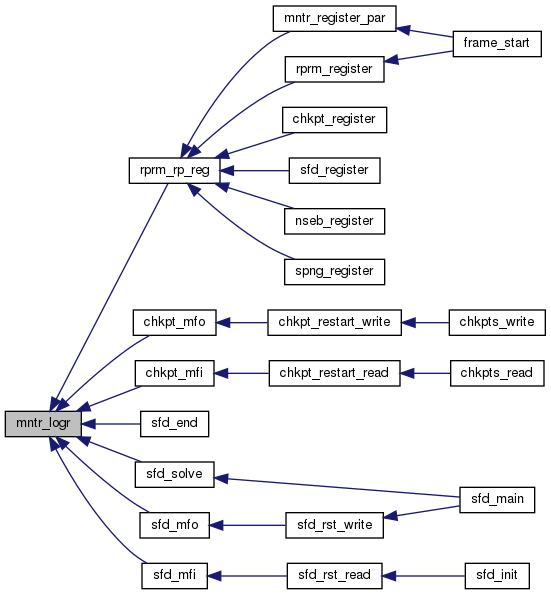 mntr_register_par
frame_start
rprm_register
chkpt_register
rprm_rp_reg
sfd_register
nseb_register
spng_register
chkpt_mfo
chkpt_restart_write
chkpts_write
chkpt_mfi
chkpt_restart_read
chkpts_read
mntr_logr
sfd_end
sfd_solve
sfd_main
sfd_mfo
sfd_rst_write
sfd_mfi
sfd_rst_read
sfd_init